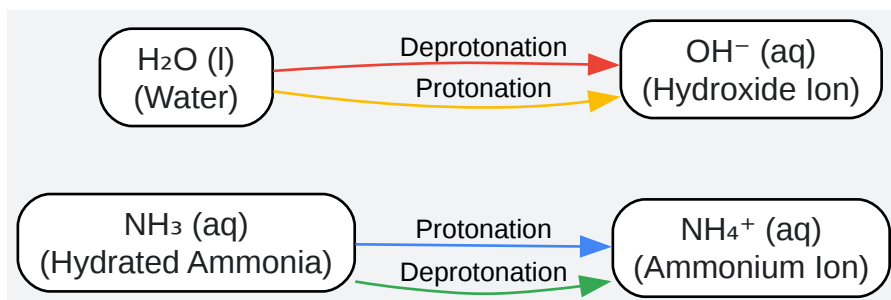 H₂O (l)
(Water)
Deprotonation
Protonation
OH⁻ (aq)
(Hydroxide Ion)
NH₃ (aq)
(Hydrated Ammonia)
Protonation
Deprotonation
NH₄⁺ (aq)
(Ammonium Ion)